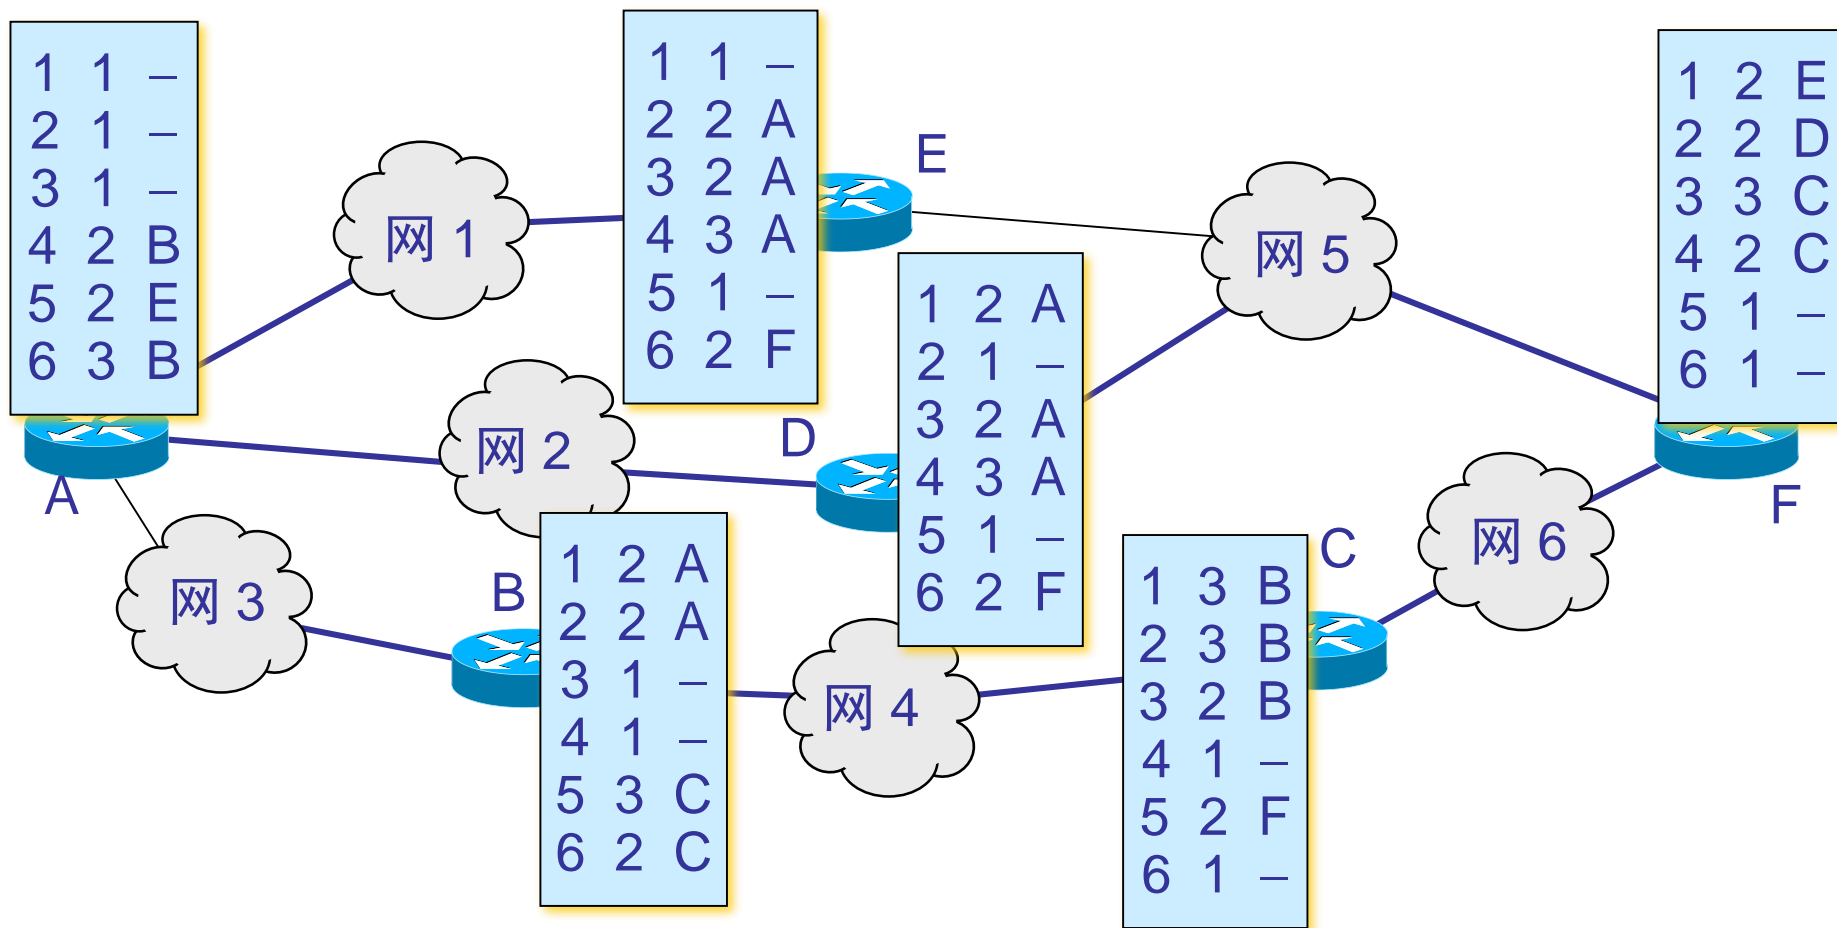 1 1 –
2 1 –
3 1 –
4 2 B
5 2 E
6 3 B
A
网 1
1 1 –
2 2 A
3 2 A
4 3 A
5 1 –
6 2 F
E
网 5
1 2 E
2 2 D
3 3 C
4 2 C
5 1 –
6 1 –
F
网 2
D
1 2 A
2 1 –
3 2 A
4 3 A
5 1 –
6 2 F
网 3
B
1 2 A
2 2 A
3 1 –
4 1 –
5 3 C
6 2 C
网 4
1 3 B
2 3 B
3 2 B
4 1 –
5 2 F
6 1 –
C
网 6